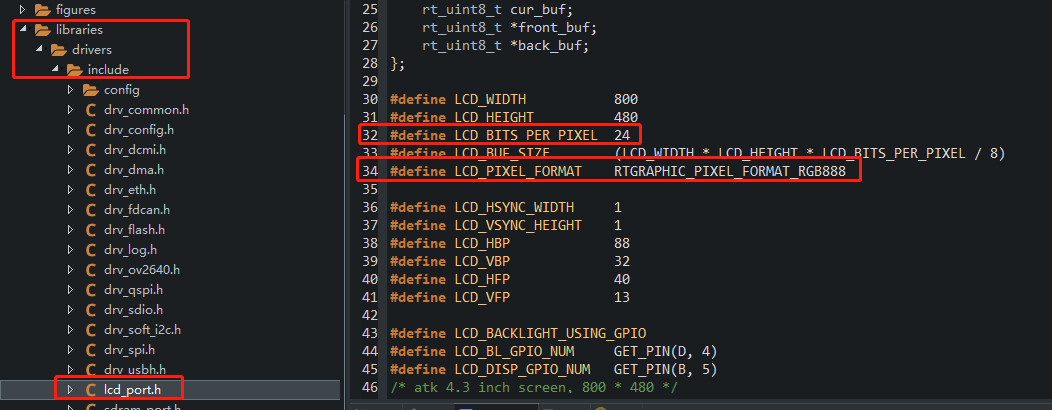 figures
libraries
drivers
include
config
drv_common.h
drv_config.h
drv_dcmi.h
drv_dma.h
drv_eth.h
drv_fdcan.h
drv_flash.h
drv_log.h
drv_ov2640.h
drv_qspi.h
drv_sdio.h
drv_soft_i2c.h
drv_spi.h
drv_usbh.h
lcd_port.h
sdram_port.h
25 rt_uint8_t cur_buf;
26 rt_uint8_t *front_buf;
27 rt_uint8_t *back_buf;
28 };
29
30 #define LCD_WIDTH 800
31 #define LCD_HEIGHT 480
32 #define LCD_BITS_PER_PIXEL 24
33 #define LCD_BUF_SIZE (LCD_WIDTH * LCD_HEIGHT * LCD_BITS_PER_PIXEL / 8)
34 #define LCD_PIXEL_FORMAT RTGRAPHIC_PIXEL_FORMAT_RGB888
35
36 #define LCD_HSYNC_WIDTH 1
37 #define LCD_VSYNC_HEIGHT 1
38 #define LCD_HBP 88
39 #define LCD_VBP 32
40 #define LCD_HFP 40
41 #define LCD_VFP 13
42
43 #define LCD_BACKLIGHT_USING_GPIO
44 #define LCD_BL_GPIO_NUM GET_PIN(D, 4)
45 #define LCD_DISP_GPIO_NUM GET_PIN(B, 5)
46 /* atk 4.3 inch screen, 800 * 480 */